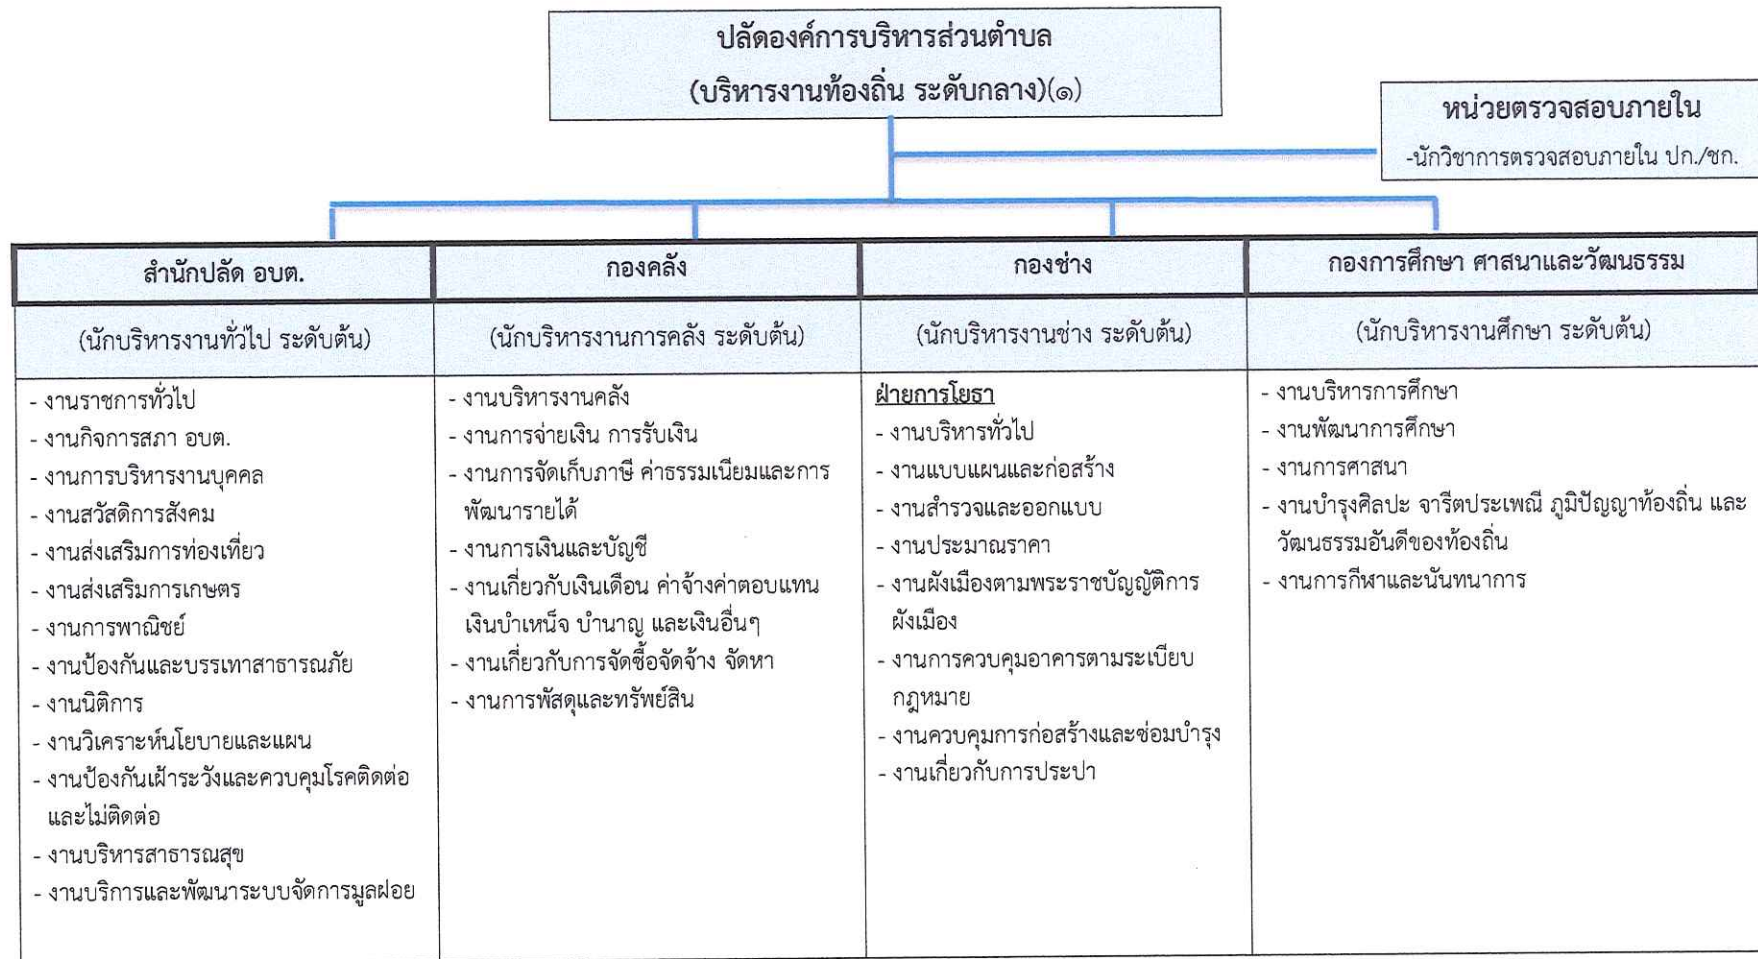 ปลัดองค์การบริหารส่วนตำบล
(บริหารงานท้องถิ่น ระดับกลาง)(๑)
หน่วยตรวจสอบภายใน
-นักวิชาการตรวจสอบภายใน ปก./ชก.
สำนักปลัด อบต.
(นักบริหารงานทั่วไป ระดับต้น)
- งานราชการทั่วไป
- งานกิจการสภา อบต.
- งานการบริหารงานบุคคล
- งานสวัสดิการสังคม
- งานส่งเสริมการท่องเที่ยว
- งานส่งเสริมการเกษตร
- งานการพาณิชย์
- งานป้องกันและบรรเทาสาธารณภัย
- งานนิติการ
- งานวิเคราะห์นโยบายและแผน
- งานป้องกันเฝ้าระวังและควบคุมโรคติดต่อ
และไม่ติดต่อ
- งานบริหารสาธารณสุข
- งานบริการและพัฒนาระบบจัดการมูลฝอย
กองคลัง
(นักบริหารงานการคลัง ระดับต้น)
- งานบริหารงานคลัง
- งานการจ่ายเงิน การรับเงิน
- งานการจัดเก็บภาษี ค่าธรรมเนียมและการ
พัฒนารายได้
- งานการเงินและบัญชี
- งานเกี่ยวกับเงินเดือน ค่าจ้างค่าตอบแทน
เงินบำเหน็จ บำนาญ และเงินอื่นๆ
- งานเกี่ยวกับการจัดซื้อจัดจ้าง จัดหา
- งานการพัสดุและทรัพย์สิน
กองช่าง
(นักบริหารงานช่าง ระดับต้น)
ฝ่ายการโยธา
- งานบริหารทั่วไป
- งานแบบแผนและก่อสร้าง
- งานสำรวจและออกแบบ
- งานประมาณราคา
- งานผังเมืองตามพระราชบัญญัติการ
ผังเมือง
- งานการควบคุมอาคารตามระเบียบ
กฎหมาย
- งานควบคุมการก่อสร้างและซ่อมบำรุง
- งานเกี่ยวกับการประปา
กองการศึกษา ศาสนาและวัฒนธรรม
(นักบริหารงานศึกษา ระดับต้น)
- งานบริหารการศึกษา
- งานพัฒนาการศึกษา
- งานการศาสนา
- งานบำรุงศิลปะ จารีตประเพณี ภูมิปัญญาท้องถิ่น และ
วัฒนธรรมอันดีของท้องถิ่น
- งานการกีฬาและนันทนาการ